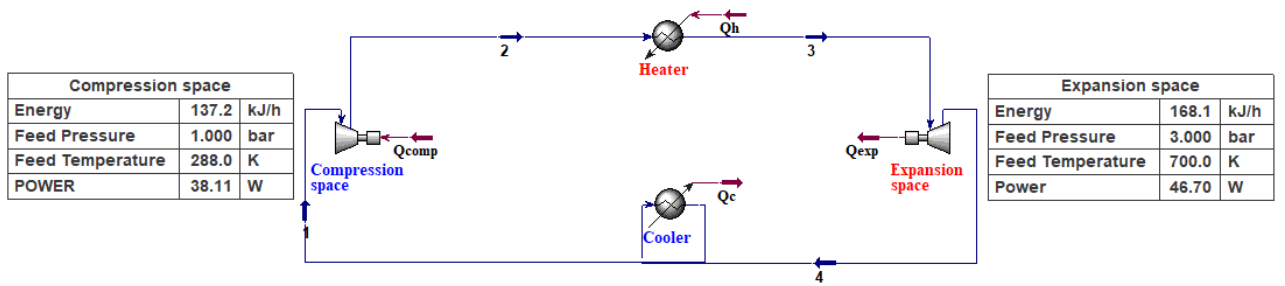 Qh
2
3
Heater
Compression space
Energy 137.2 kJ/h
Feed Pressure 1.000 bar
Feed Temperature 288.0 K
POWER 38.11 W
Qcomp
Compression
space
Qexp
Expansion
space
Expansion space
Energy 168.1 kJ/h
Feed Pressure 3.000 bar
Feed Temperature 700.0 K
Power 46.70 W
Qc
Cooler
1
4